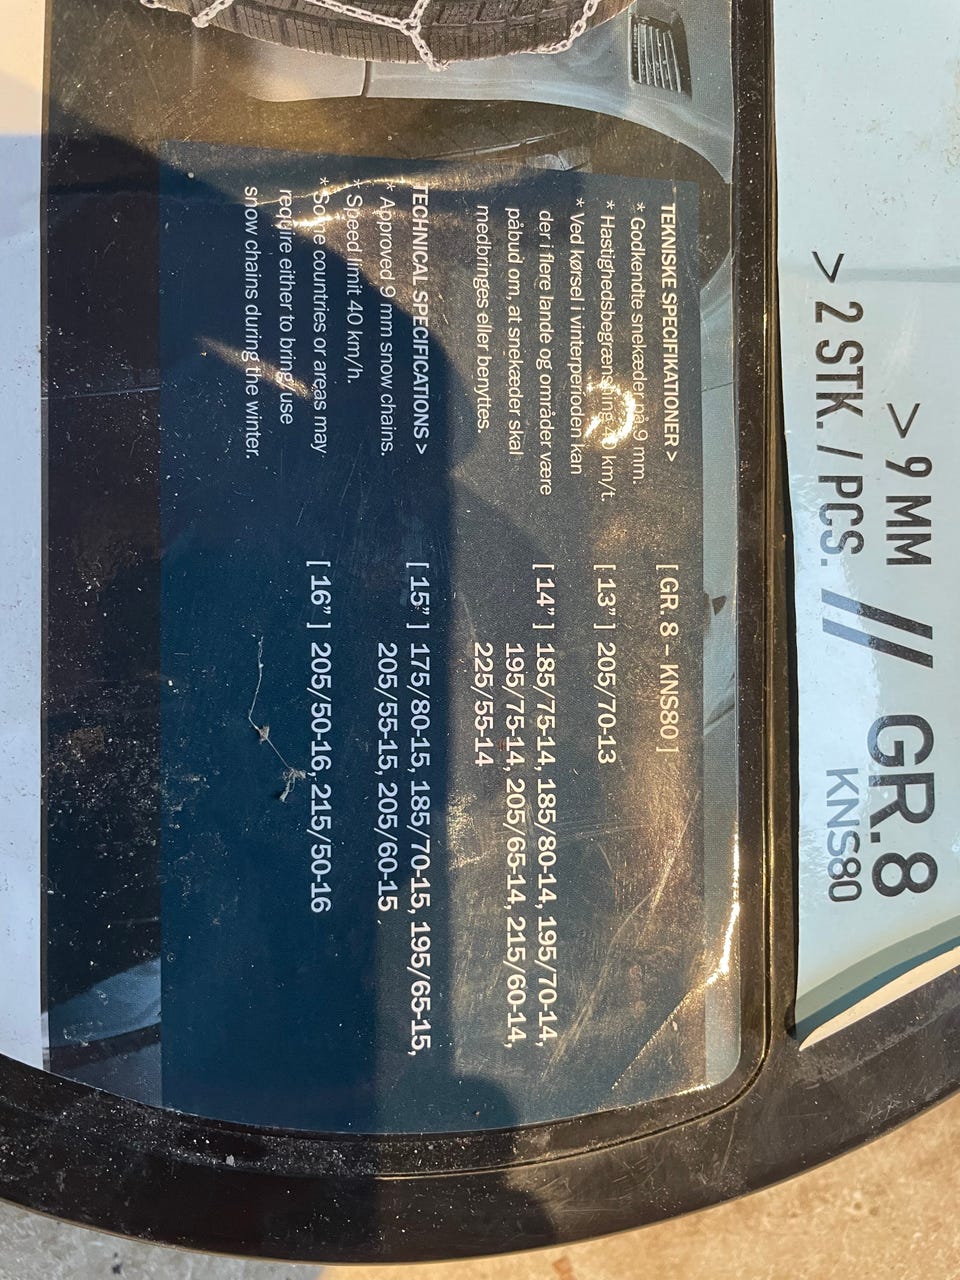 > 9 MM // GR.8
> 2 STK. / PCS. // KNS80
TEKNISKE SPECIFIKATIONER >
* Godkendte snekæder på 9 mm.
* Hastighedsbegrænsning 40 km/t.
* Ved kørsel i vinterperioden kan
der i flere lande og områder være
påbud om, at snekæder skal
medbringes eller benyttes.
TECHNICAL SPECIFICATIONS >
* Approved 9 mm snow chains.
* Speed limit 40 km/h.
* Some countries or areas may
require either to bring/use
snow chains during the winter.
[ GR. 8 – KNS80 ]
[ 13” ] 205/70-13
[ 14” ] 185/75-14, 185/80-14, 195/70-14,
195/75-14, 205/65-14, 215/60-14,
225/55-14
[ 15” ] 175/80-15, 185/70-15, 195/65-15,
205/55-15, 205/60-15
[ 16” ] 205/50-16, 215/50-16